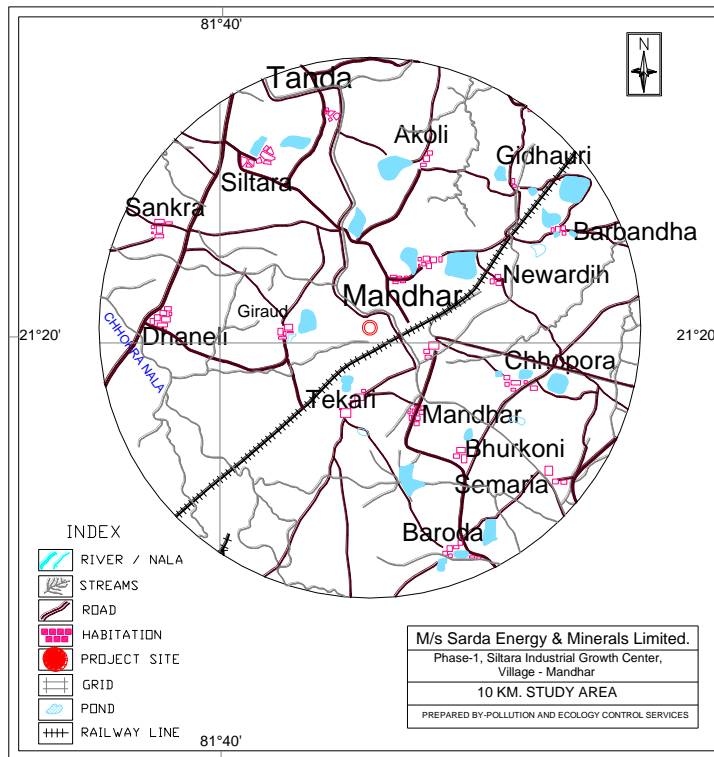 81°40'
N
Tanda
Akoli
Gidhauri
Siltara
Sankra
Barbandha
Newardih
Mandhar
Giraud
21°20'
21°20'
Dhaneli
CHHOKRA NALA
Chhopora
Tekari
Mandhar
Bhurkoni
Semaria
Baroda
INDEX
RIVER / NALA
STREAMS
ROAD
HABITATION
PROJECT SITE
GRID
POND
RAILWAY LINE
M/s Sarda Energy & Minerals Limited.
Phase-1, Siltara Industrial Growth Center,
Village - Mandhar
10 KM. STUDY AREA
PREPARED BY-POLLUTION AND ECOLOGY CONTROL SERVICES
81°40'